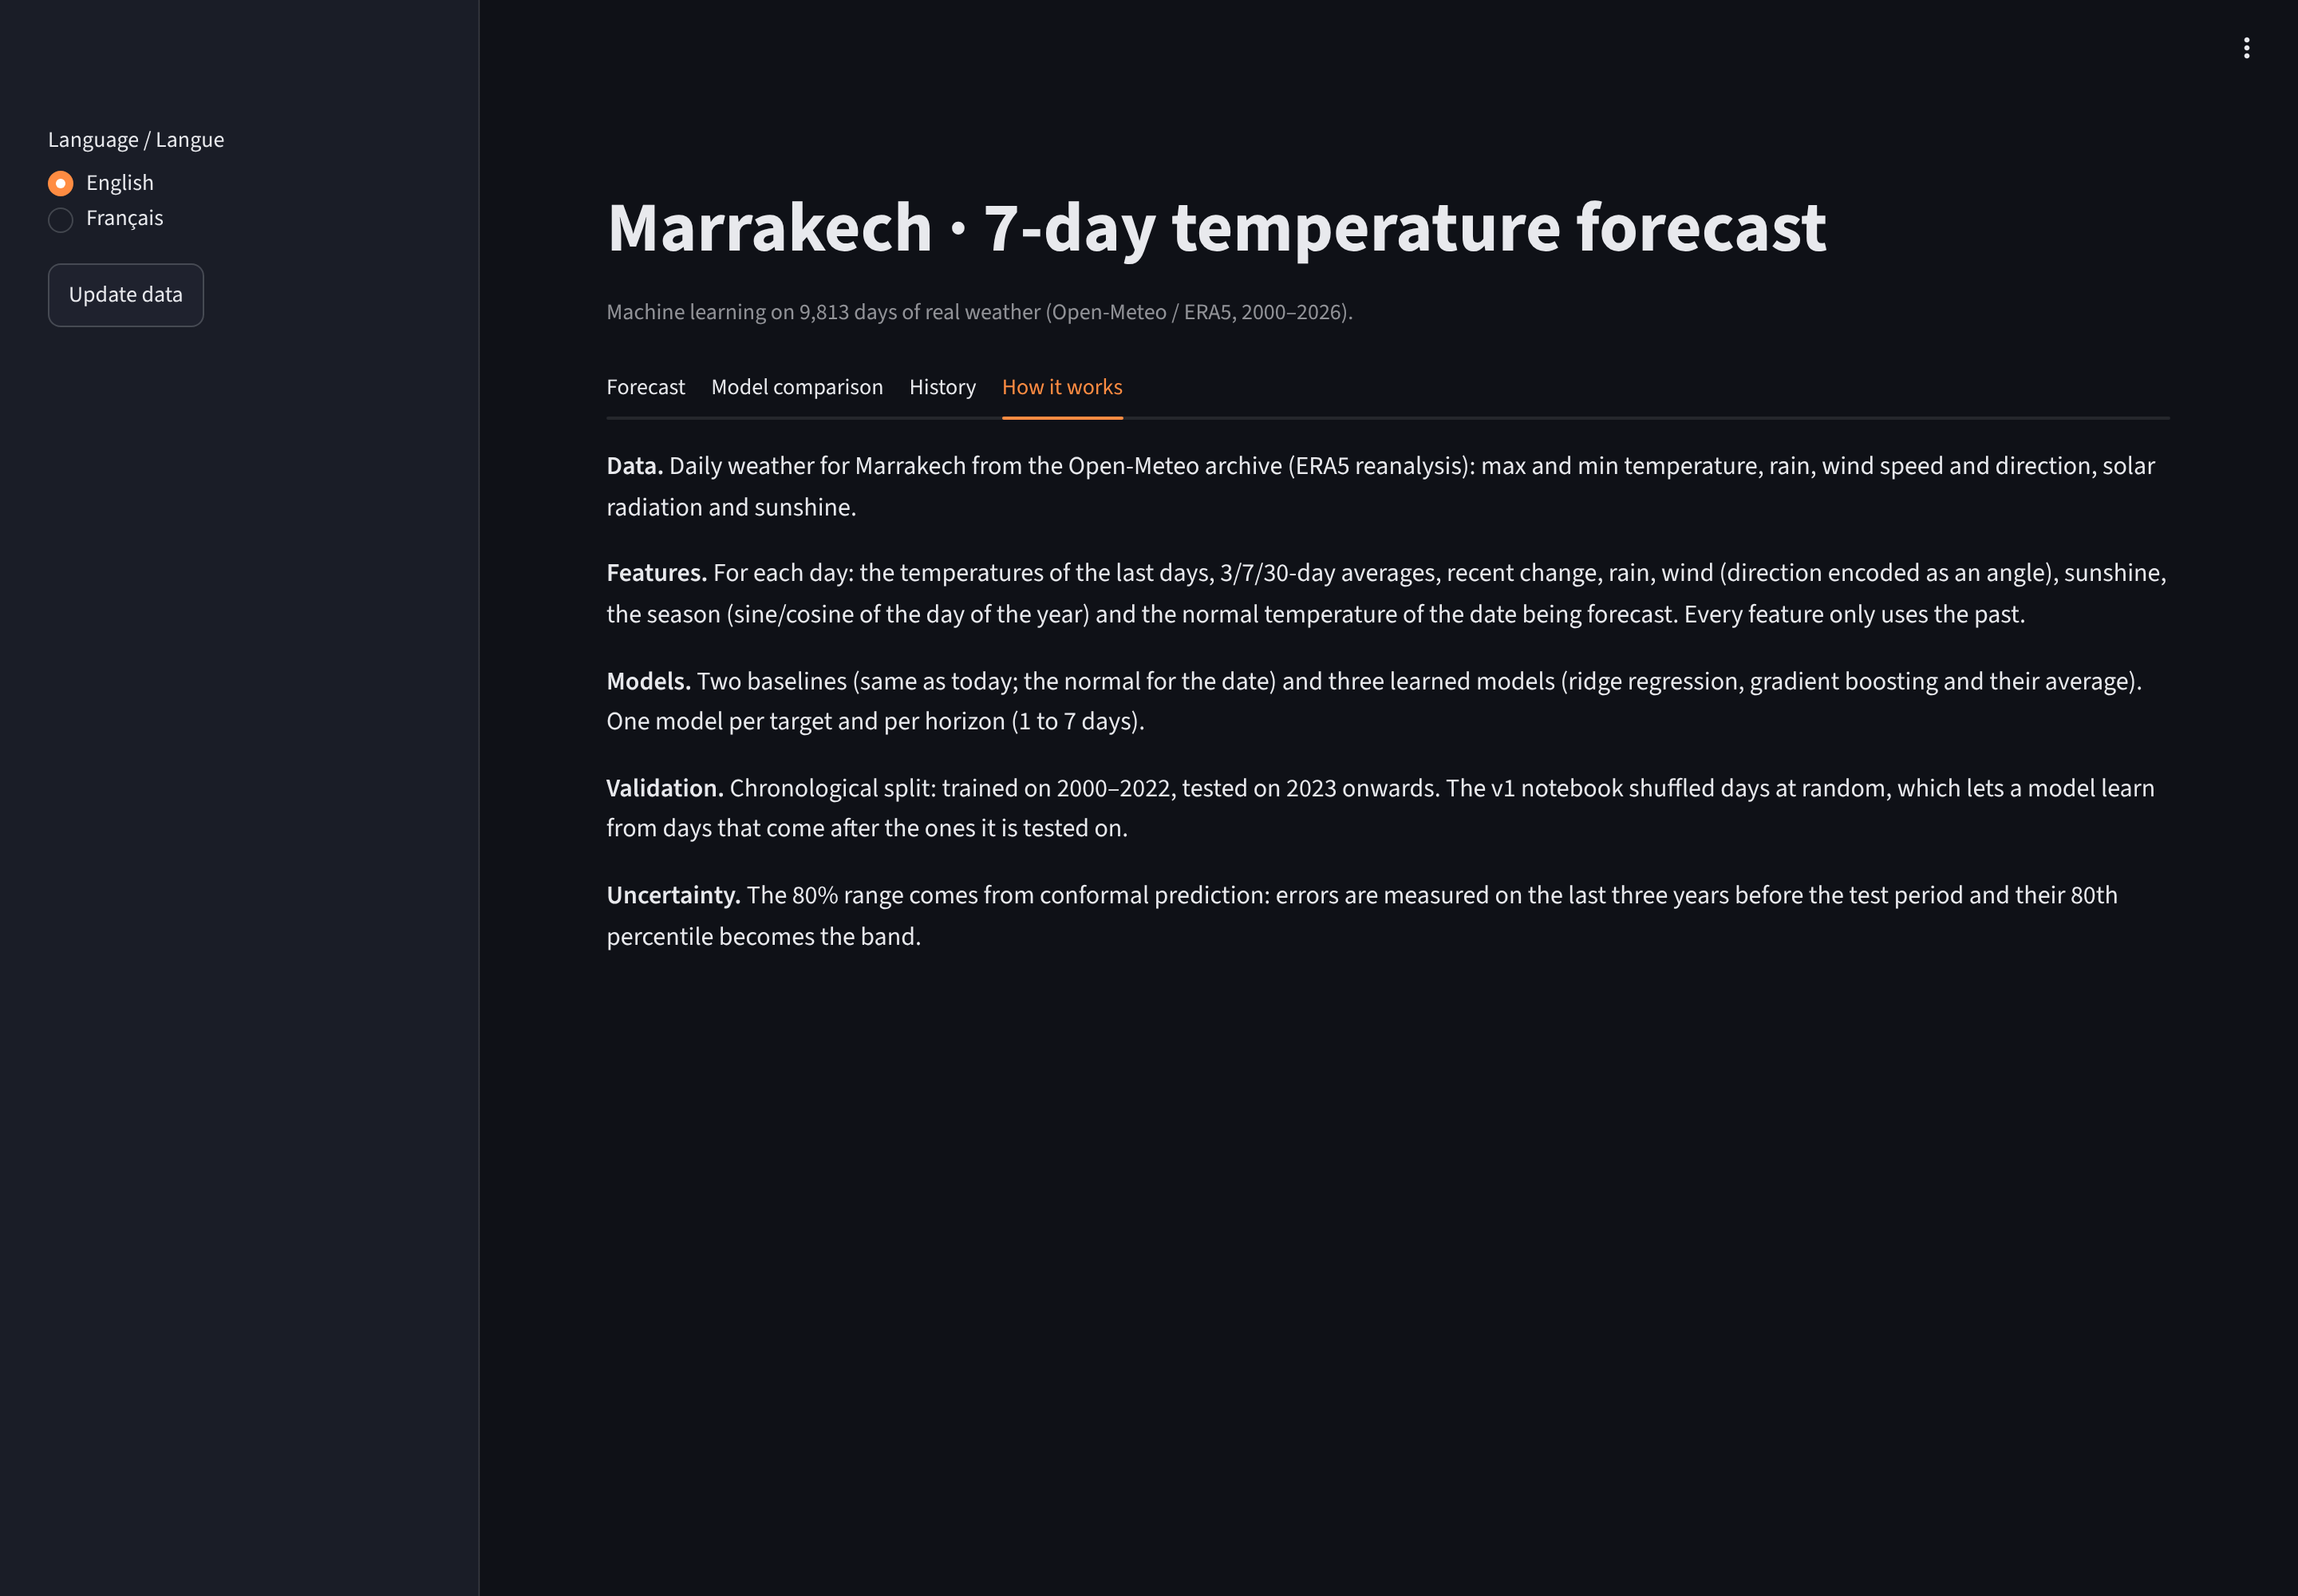 Language / Langue
English
Français
Update data
Marrakech · 7-day temperature forecast
Machine learning on 9,813 days of real weather (Open-Meteo / ERA5, 2000–2026).
Forecast Model comparison History How it works
Data. Daily weather for Marrakech from the Open-Meteo archive (ERA5 reanalysis): max and min temperature, rain, wind speed and direction, solar
radiation and sunshine.
Features. For each day: the temperatures of the last days, 3/7/30-day averages, recent change, rain, wind (direction encoded as an angle), sunshine,
the season (sine/cosine of the day of the year) and the normal temperature of the date being forecast. Every feature only uses the past.
Models. Two baselines (same as today; the normal for the date) and three learned models (ridge regression, gradient boosting and their average).
One model per target and per horizon (1 to 7 days).
Validation. Chronological split: trained on 2000–2022, tested on 2023 onwards. The v1 notebook shuffled days at random, which lets a model learn
from days that come after the ones it is tested on.
Uncertainty. The 80% range comes from conformal prediction: errors are measured on the last three years before the test period and their 80th
percentile becomes the band.